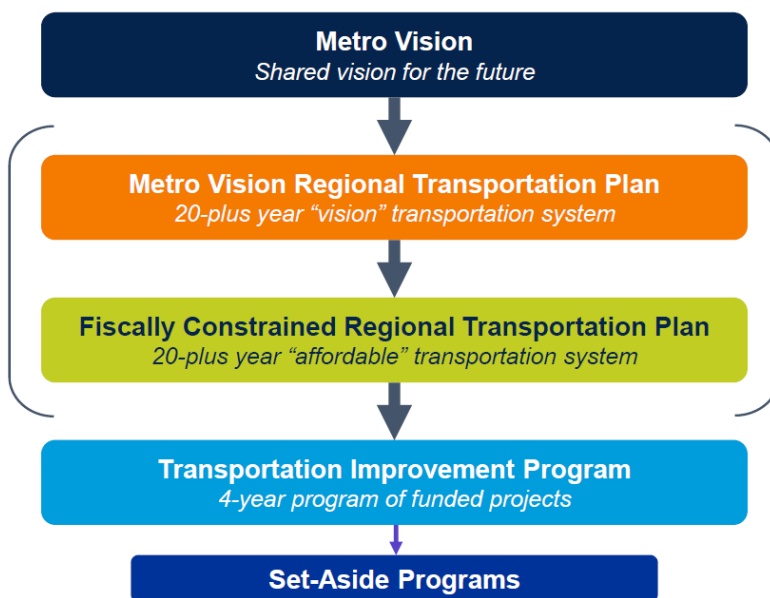 Metro Vision
Shared vision for the future
Metro Vision Regional Transportation Plan
20-plus year “vision” transportation system
Fiscally Constrained Regional Transportation Plan
20-plus year “affordable” transportation system
Transportation Improvement Program
4-year program of funded projects
Set-Aside Programs